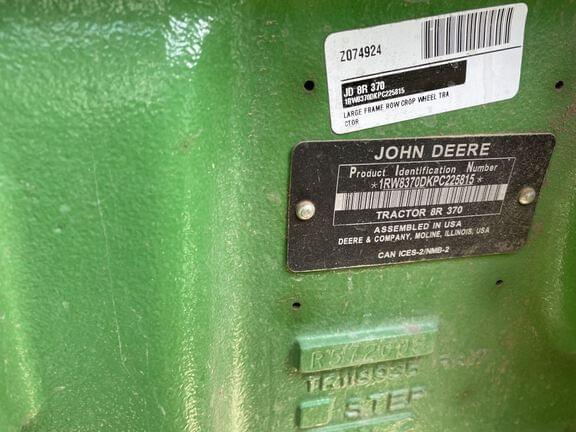 Z074924
JD 8R 370
1RW8370DKPC225815
LARGE FRAME ROW CROP WHEEL TRA
CTOR
JOHN DEERE
Product Identification Number
*1RW8370DKPC225815*
TRACTOR 8R 370
ASSEMBLED IN USA
DEERE & COMPANY, MOLINE, ILLINOIS, USA
CAN ICES-2/NMB-2
STEP